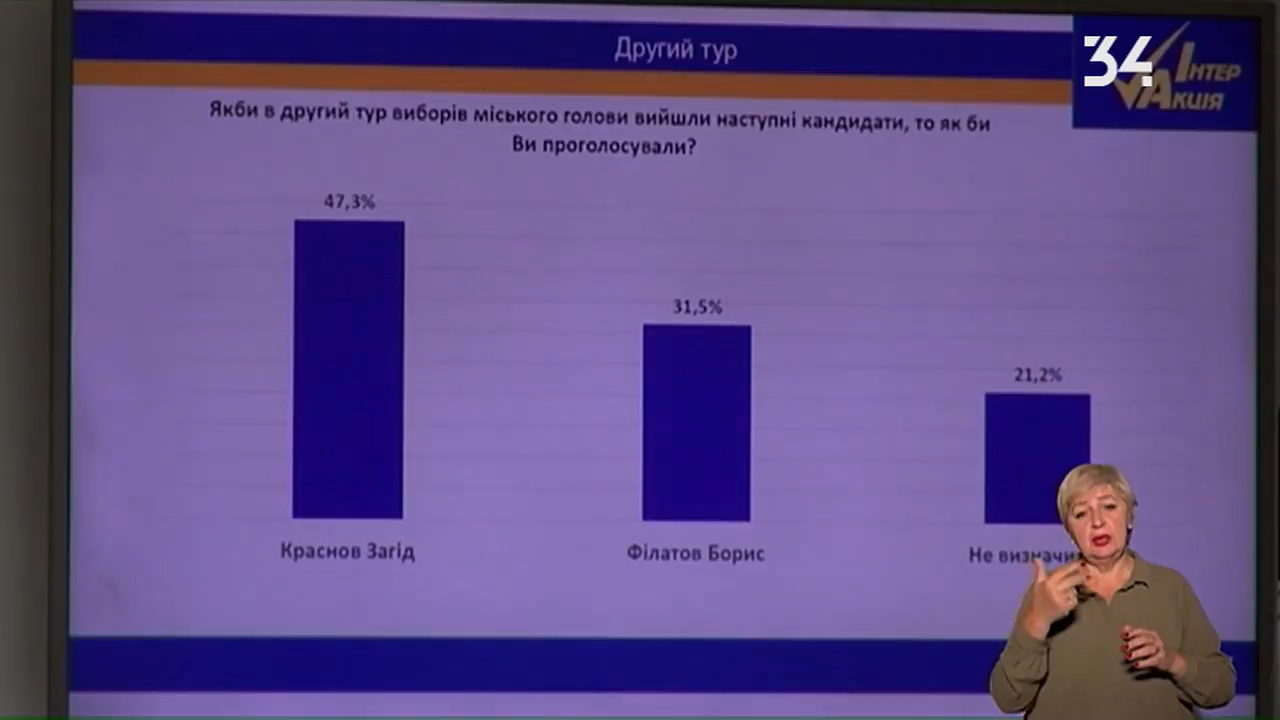 Другий тур
34
Інтер
Акція
Якби в другий тур виборів міського голови вийшли наступні кандидати, то як би
Ви проголосували?
47,3%
31,5%
21,2%
Краснов Загід
Філатов Борис
Не